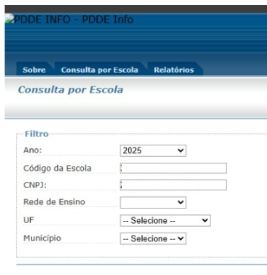 PDDE INFO - PDDE Info
Sobre Consulta por Escola Relatórios
Consulta por Escola
Filtro
Ano: 2025
Código da Escola
CNPJ:
Rede de Ensino
UF -- Selecione --
Município -- Selecione --